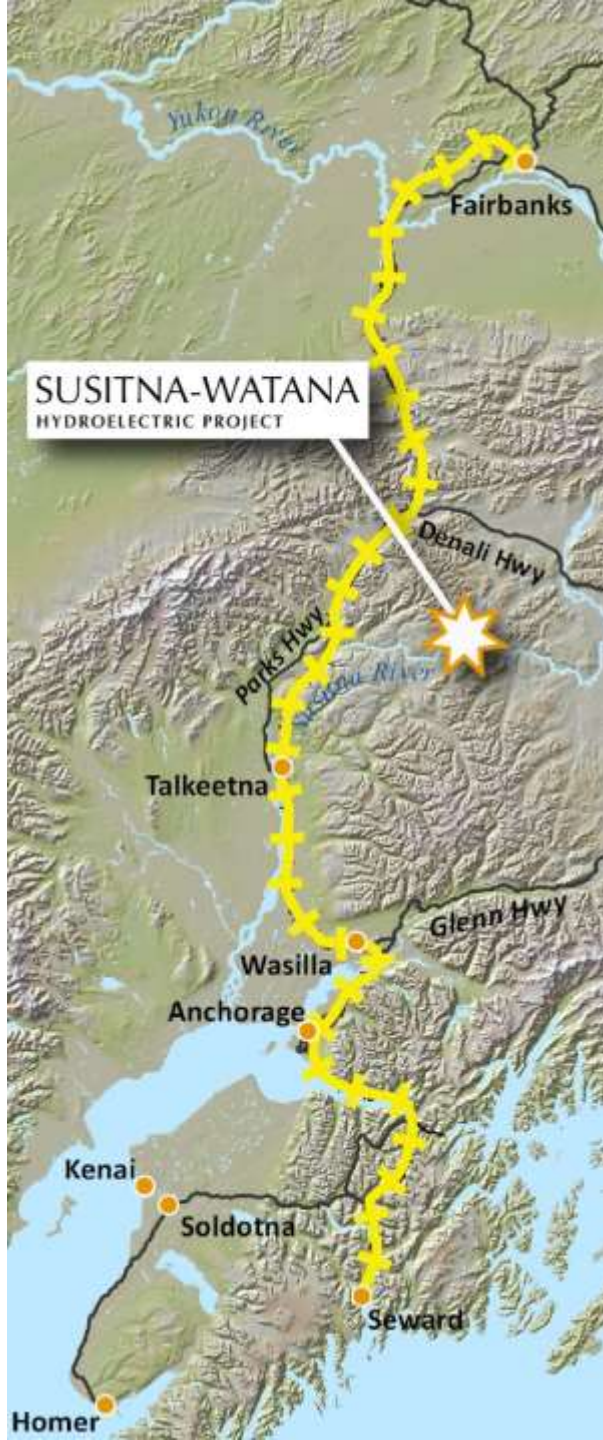 Yukon River
Fairbanks
SUSITNA-WATANA
HYDROELECTRIC PROJECT
Denali Hwy
Parks Hwy
Susitna River
Talkeetna
Glenn Hwy
Wasilla
Anchorage
Kenai
Soldotna
Seward
Homer